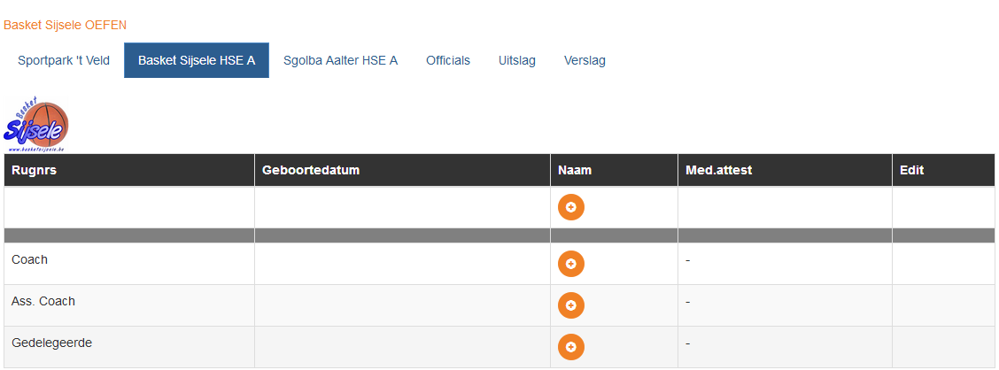 Basket Sijsele OEFEN
Sportpark 't Veld Basket Sijsele HSE A Sgolba Aalter HSE A Officials Uitslag Verslag
Basket
Sijsele
www.basketsijsele.be
Rugnrs Geboortedatum Naam Med.attest Edit
Coach -
Ass. Coach -
Gedelegeerde -